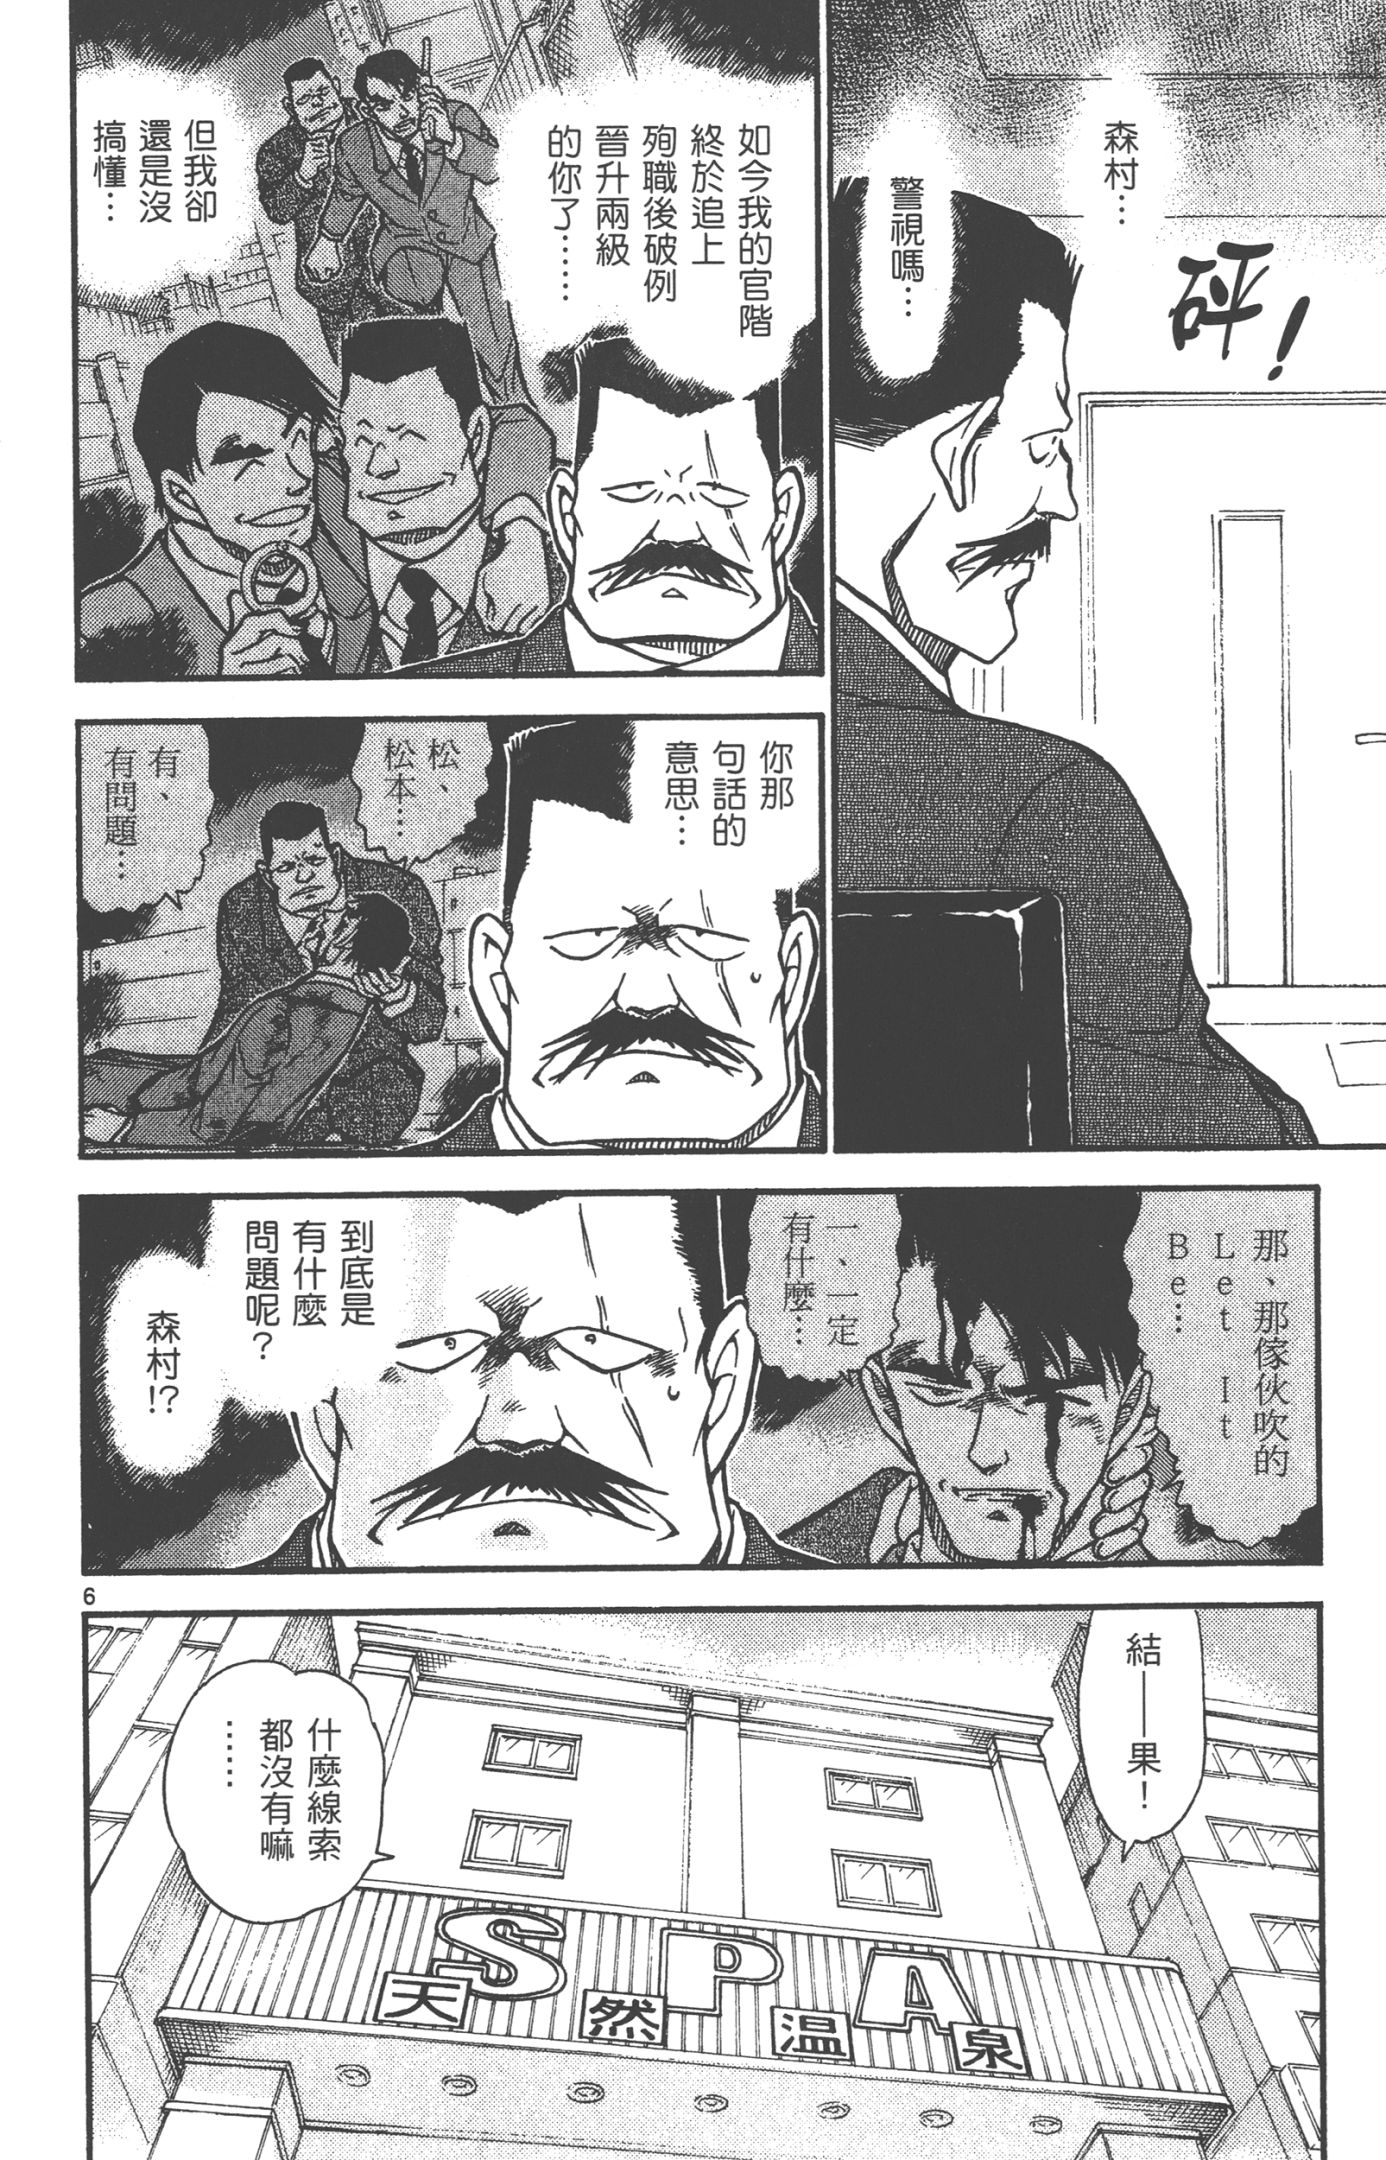 砰！
森村…
警視嗎…
如今我的官階
終於追上
殉職後破例
晉升兩級
的你了……
但我卻
還是沒
搞懂…
你那
句話的
意思…
松、
松本…
有、
有問題…
那、那傢伙吹的
Let It
Be…
一、一定
有什麼…
到底是
有什麼
問題呢？
森村!?
6
結──果！
什麼線索
都沒有嘛
……
SPA
天然温泉